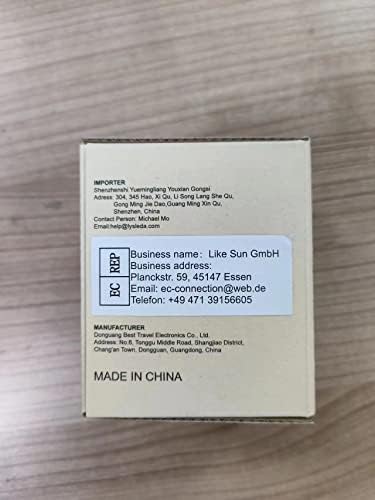 IMPORTER
Shenzhenshi Yuemingliang Youxian Gongsi
Adress: 304, 345 Hao, Xi Qu, Li Song Lang She Qu,
Gong Ming Jie Dao,Guang Ming Xin Qu,
Shenzhen, China
Contact Person: Michael Mo
Email:help@lysleda.com
EC REP
Business name: Like Sun GmbH
Business address:
Planckstr. 59, 45147 Essen
Email: ec-connection@web.de
Telefon: +49 471 39156605
MANUFACTURER
Donguang Best Travel Electronics Co., Ltd.
Address: No:8, Tonggu Middle Road, Shangjiao District,
Chang'an Town, Dongguan, Guangdong, China
MADE IN CHINA